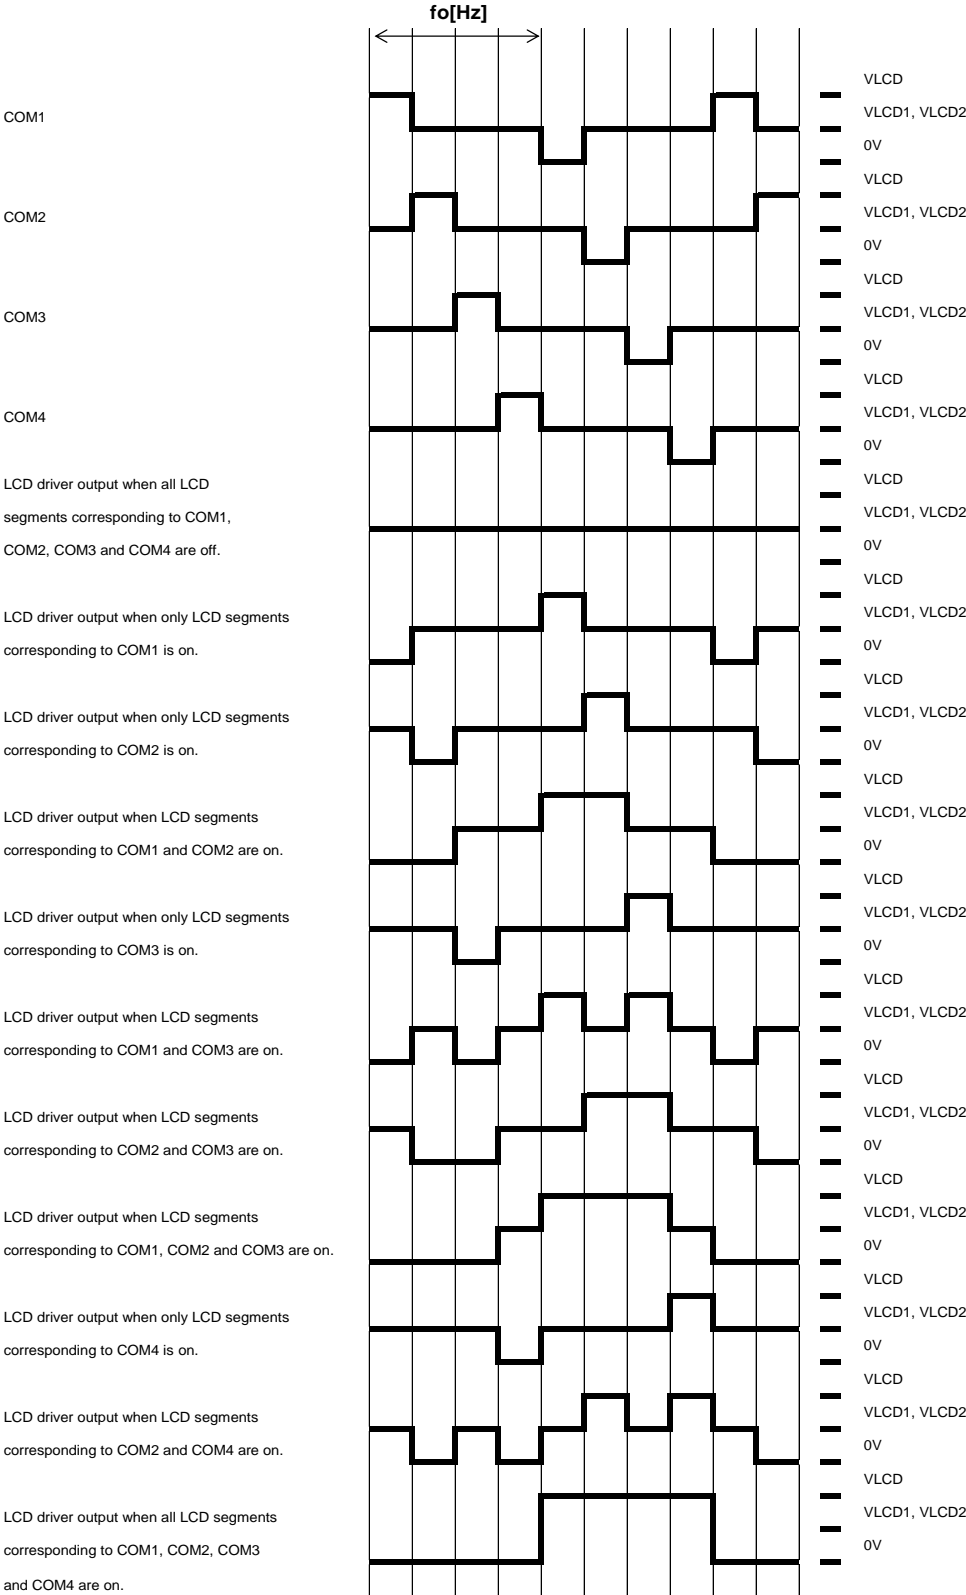 fo[Hz]
VLCD
COM1
VLCD1, VLCD2
0V
VLCD
COM2
VLCD1, VLCD2
0V
VLCD
COM3
VLCD1, VLCD2
0V
VLCD
COM4
VLCD1, VLCD2
0V
LCD driver output when all LCD
segments corresponding to COM1,
COM2, COM3 and COM4 are off.
VLCD
VLCD1, VLCD2
0V
LCD driver output when only LCD segments
corresponding to COM1 is on.
VLCD
VLCD1, VLCD2
0V
LCD driver output when only LCD segments
corresponding to COM2 is on.
VLCD
VLCD1, VLCD2
0V
LCD driver output when LCD segments
corresponding to COM1 and COM2 are on.
VLCD
VLCD1, VLCD2
0V
LCD driver output when only LCD segments
corresponding to COM3 is on.
VLCD
VLCD1, VLCD2
0V
LCD driver output when LCD segments
corresponding to COM1 and COM3 are on.
VLCD
VLCD1, VLCD2
0V
LCD driver output when LCD segments
corresponding to COM2 and COM3 are on.
VLCD
VLCD1, VLCD2
0V
LCD driver output when LCD segments
corresponding to COM1, COM2 and COM3 are on.
VLCD
VLCD1, VLCD2
0V
LCD driver output when only LCD segments
corresponding to COM4 is on.
VLCD
VLCD1, VLCD2
0V
LCD driver output when LCD segments
corresponding to COM2 and COM4 are on.
VLCD
VLCD1, VLCD2
0V
LCD driver output when all LCD segments
corresponding to COM1, COM2, COM3
and COM4 are on.
VLCD
VLCD1, VLCD2
0V